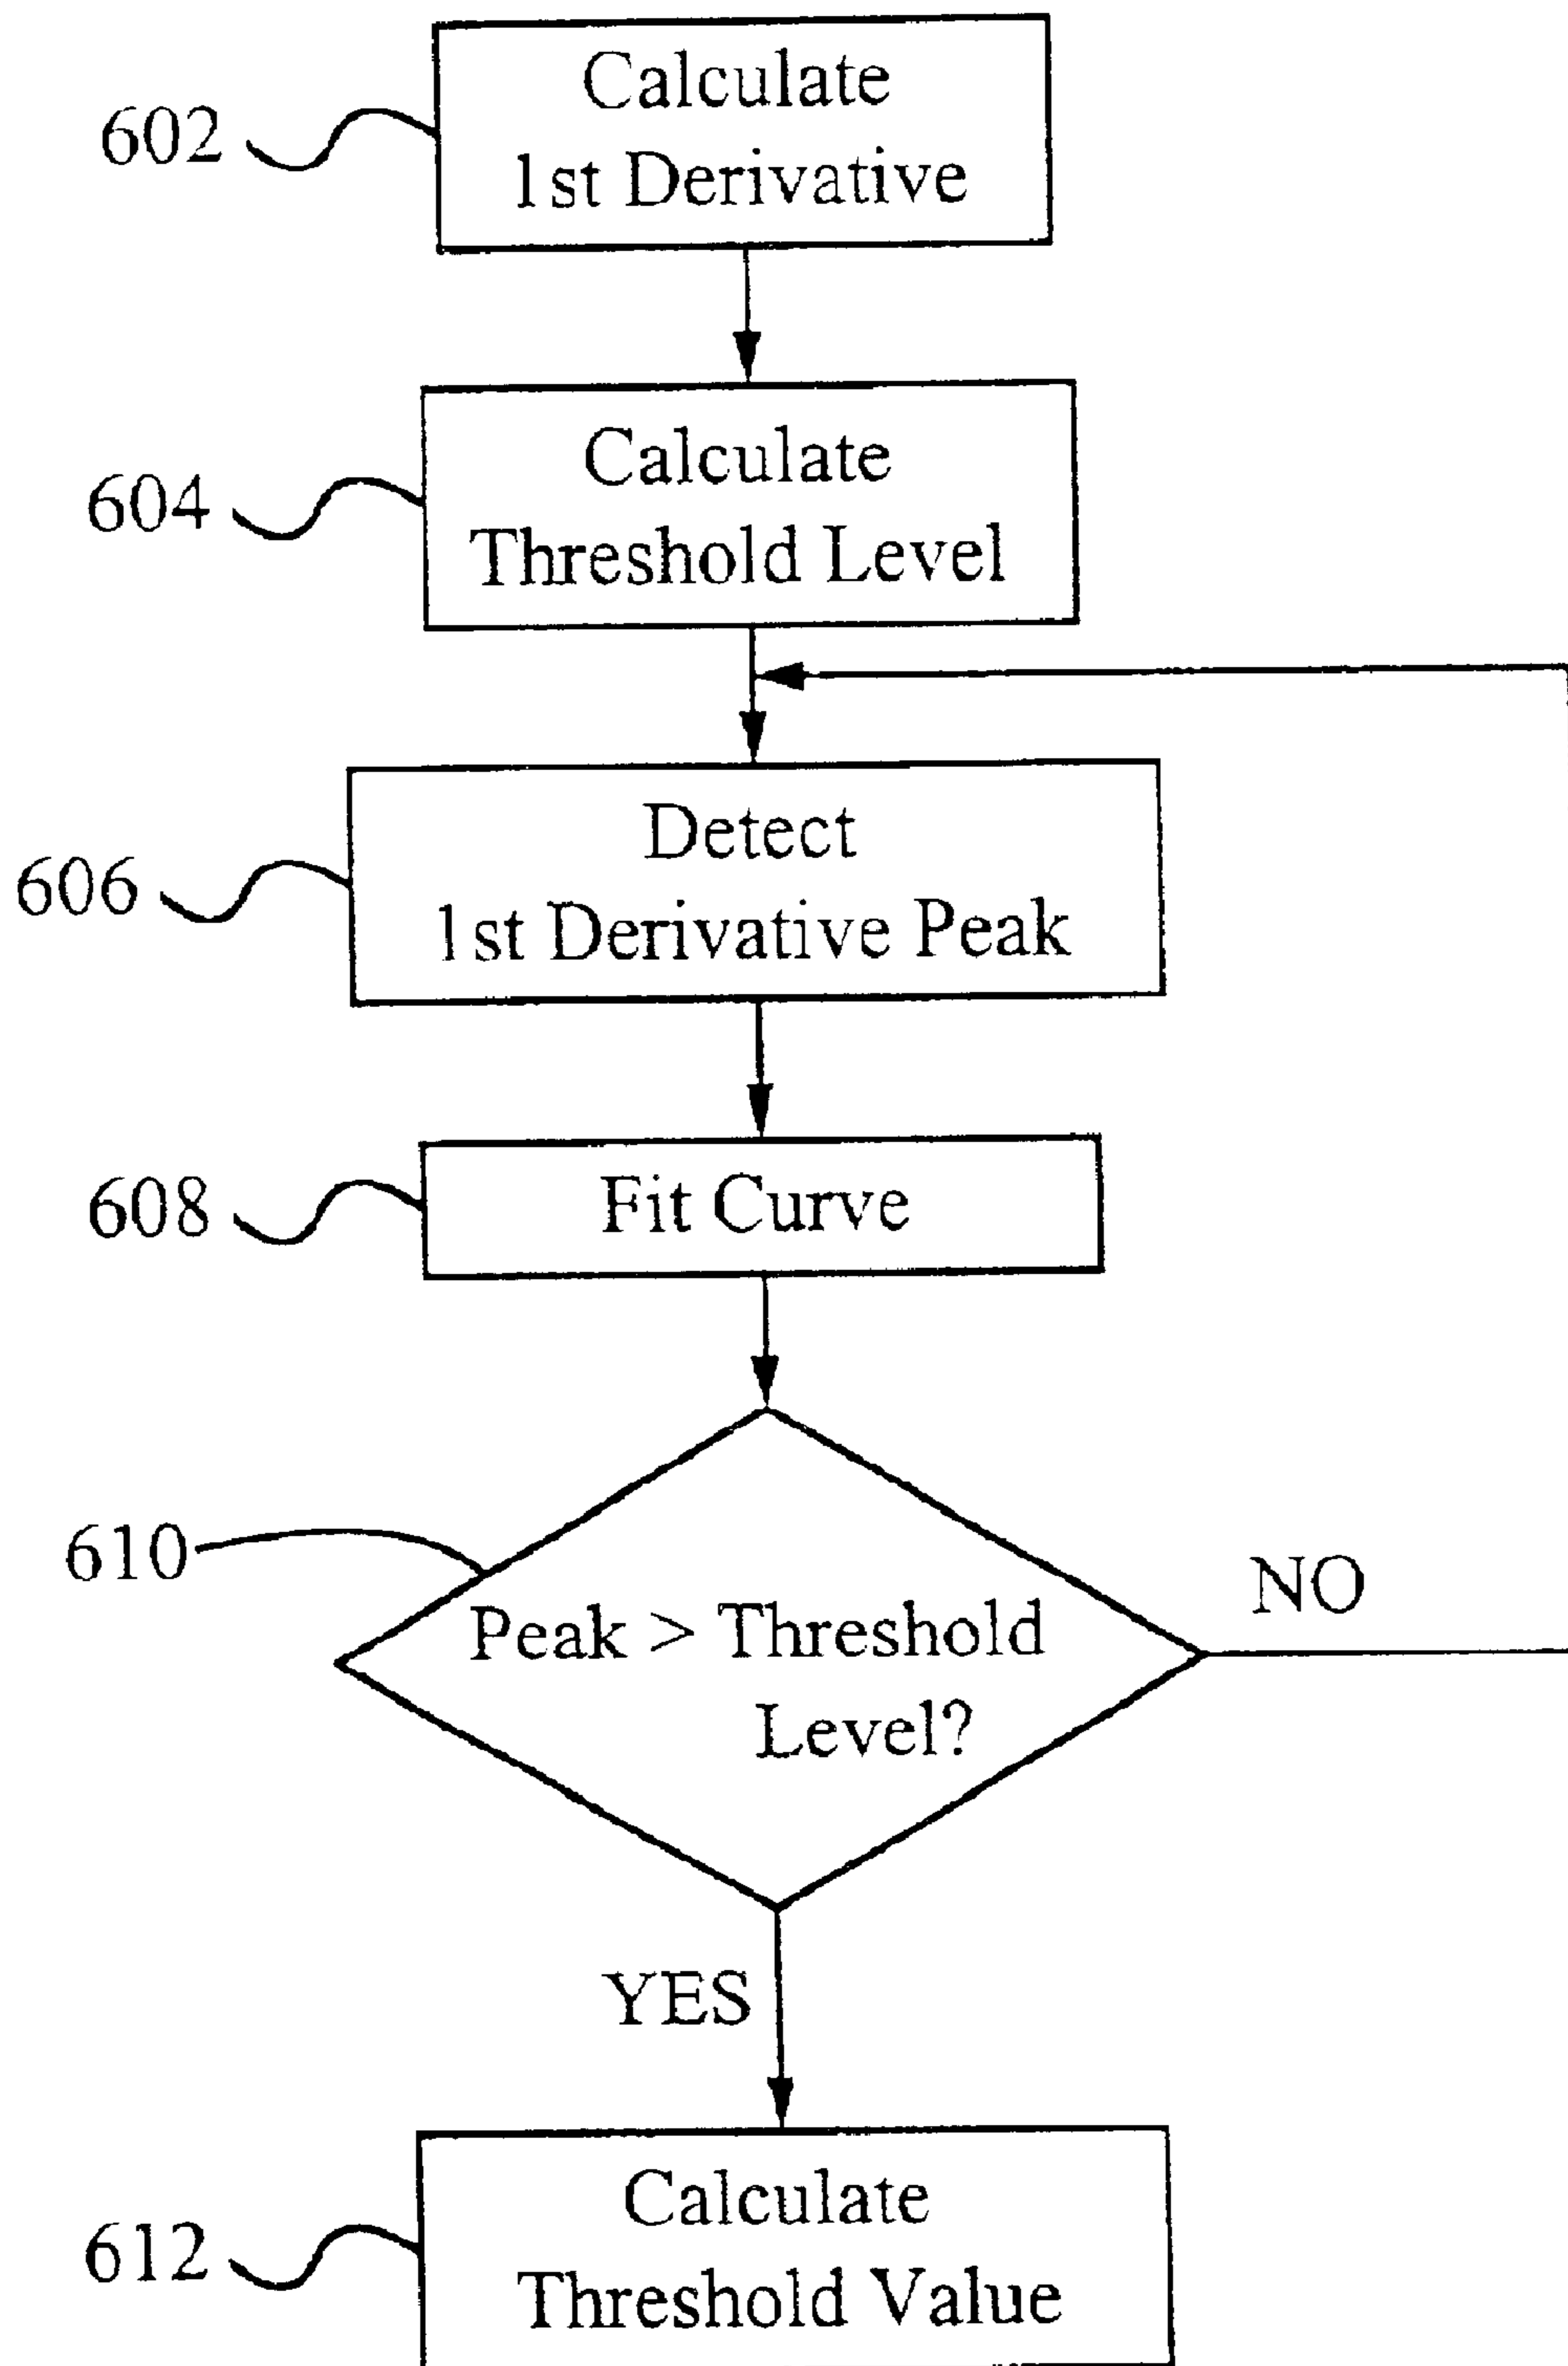 602
Calculate
1st Derivative
604
Calculate
Threshold Level
606
Detect
1st Derivative Peak
608
Fit Curve
610
Peak > Threshold
Level?
NO
YES
612
Calculate
Threshold Value